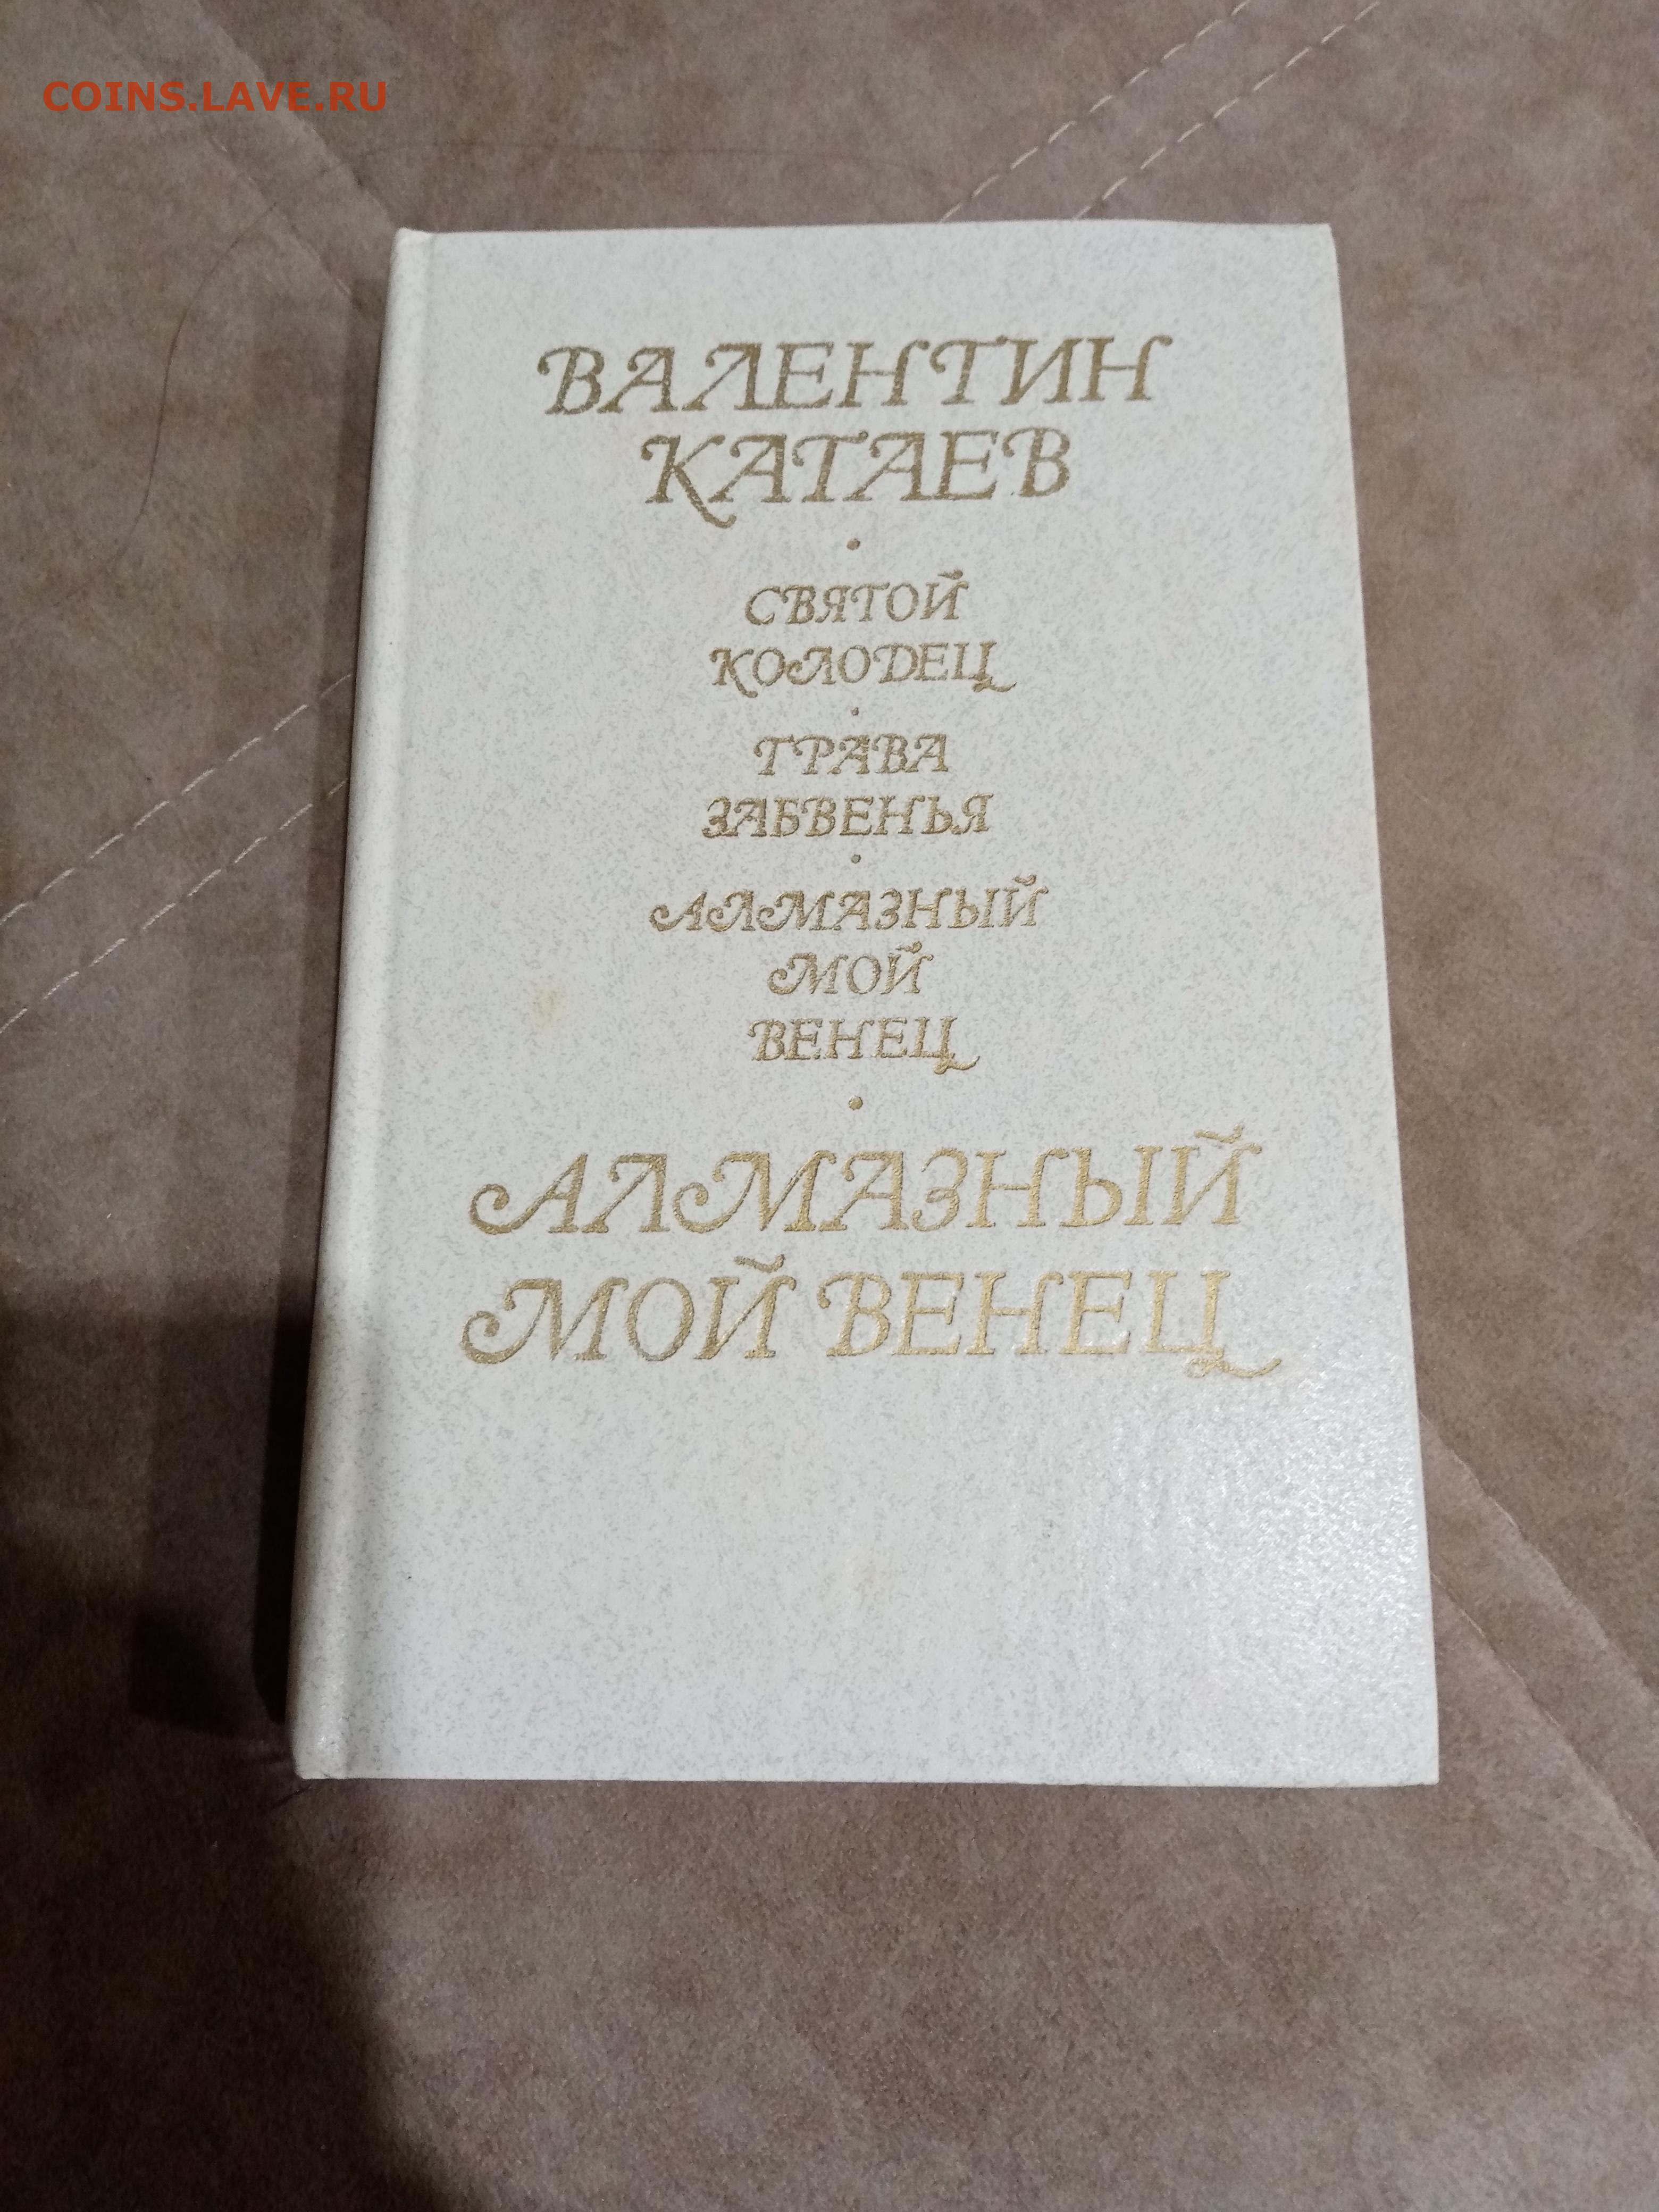 COINS.LAVE.RU
ВАЛЕНТИН
КАТАЕВ
СВЯТОЙ
КОЛОДЕЦ
ТРАВА
ЗАБВЕНЬЯ
АЛМАЗНЫЙ
МОЙ
ВЕНЕЦ
АЛМАЗНЫЙ
МОЙ ВЕНЕЦ